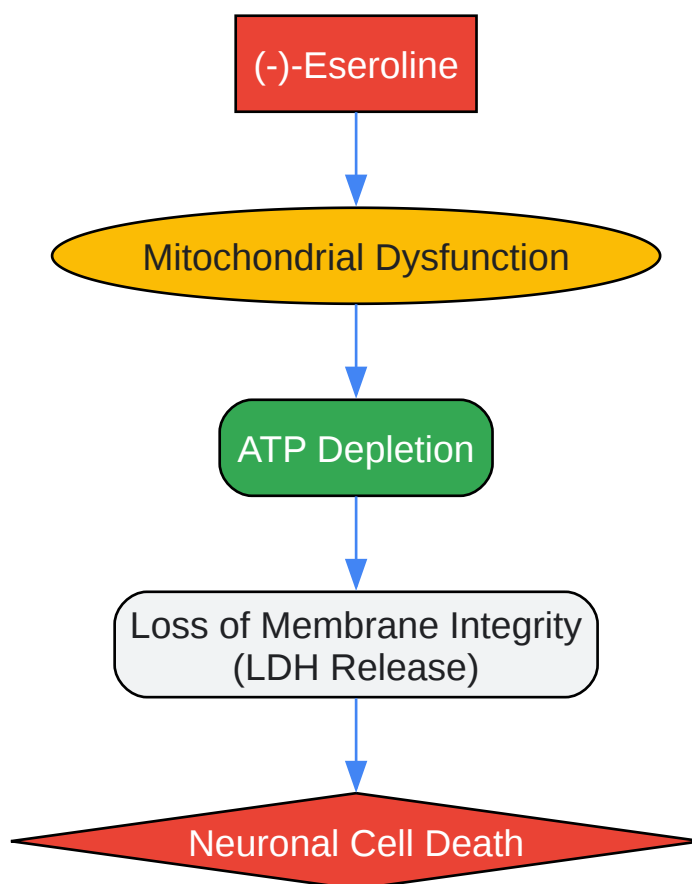 (-)-Eseroline
Mitochondrial Dysfunction
ATP Depletion
Loss of Membrane Integrity
(LDH Release)
Neuronal Cell Death